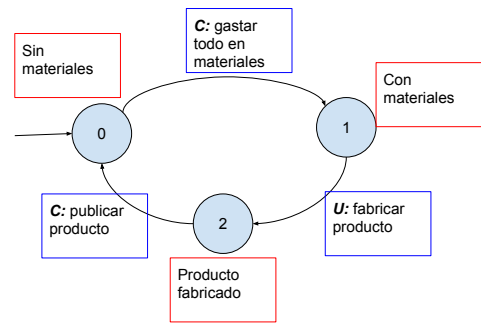 C: gastar
todo en
materiales
Sin
materiales
Con
materiales
0
1
C: publicar
producto
2
U: fabricar
producto
Producto
fabricado